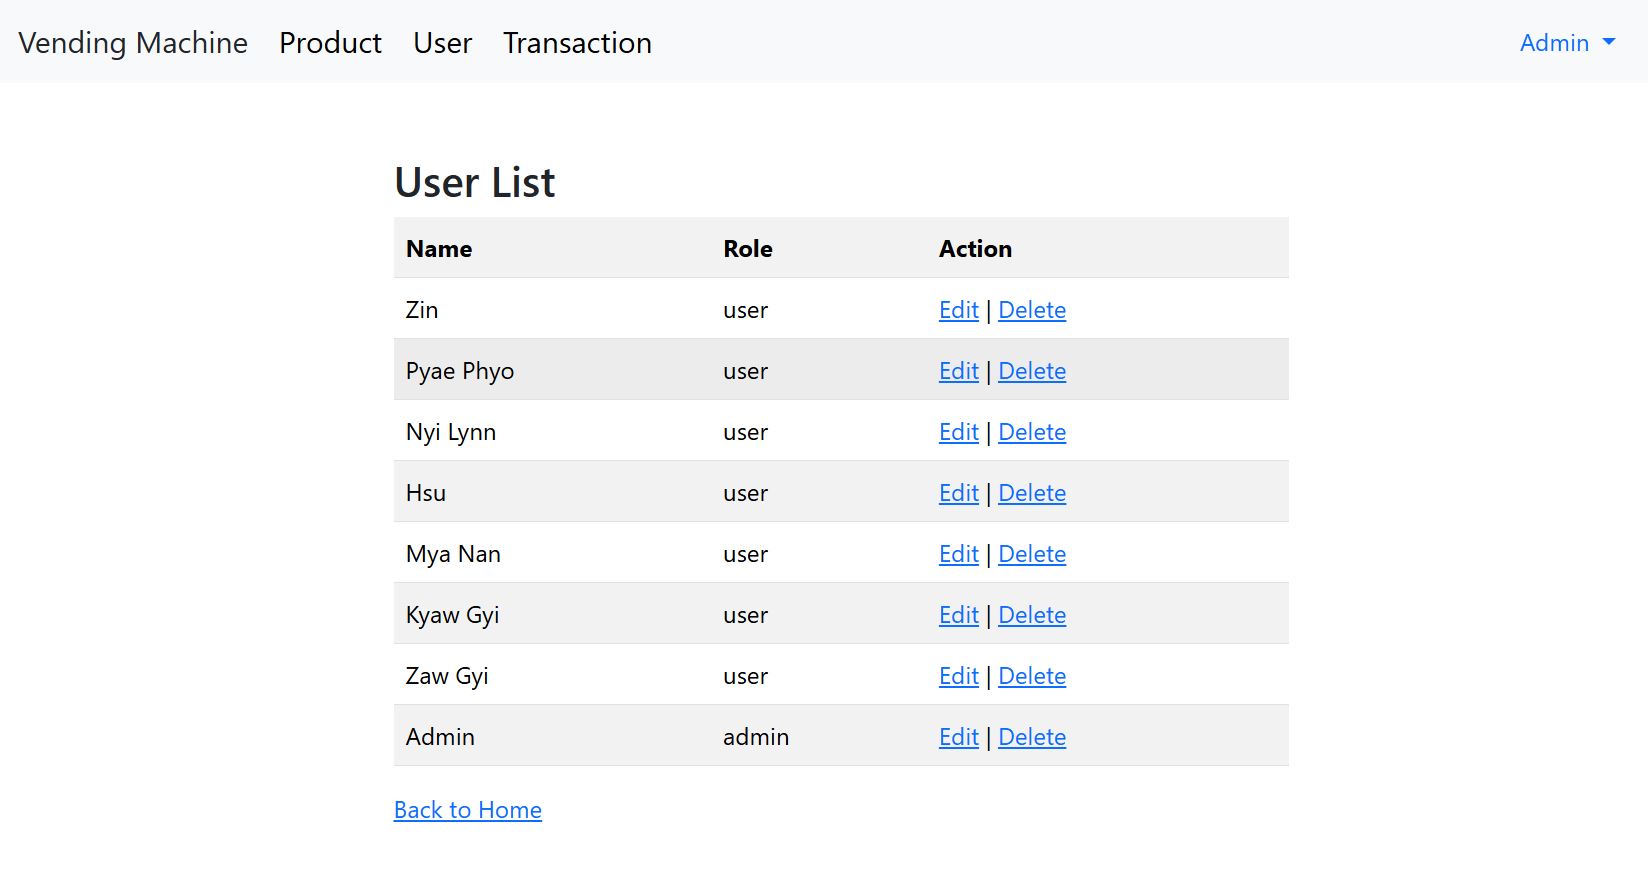 Vending Machine Product User Transaction Admin
User List
Name Role Action
Zin user Edit | Delete
Pyae Phyo user Edit | Delete
Nyi Lynn user Edit | Delete
Hsu user Edit | Delete
Mya Nan user Edit | Delete
Kyaw Gyi user Edit | Delete
Zaw Gyi user Edit | Delete
Admin admin Edit | Delete
Back to Home